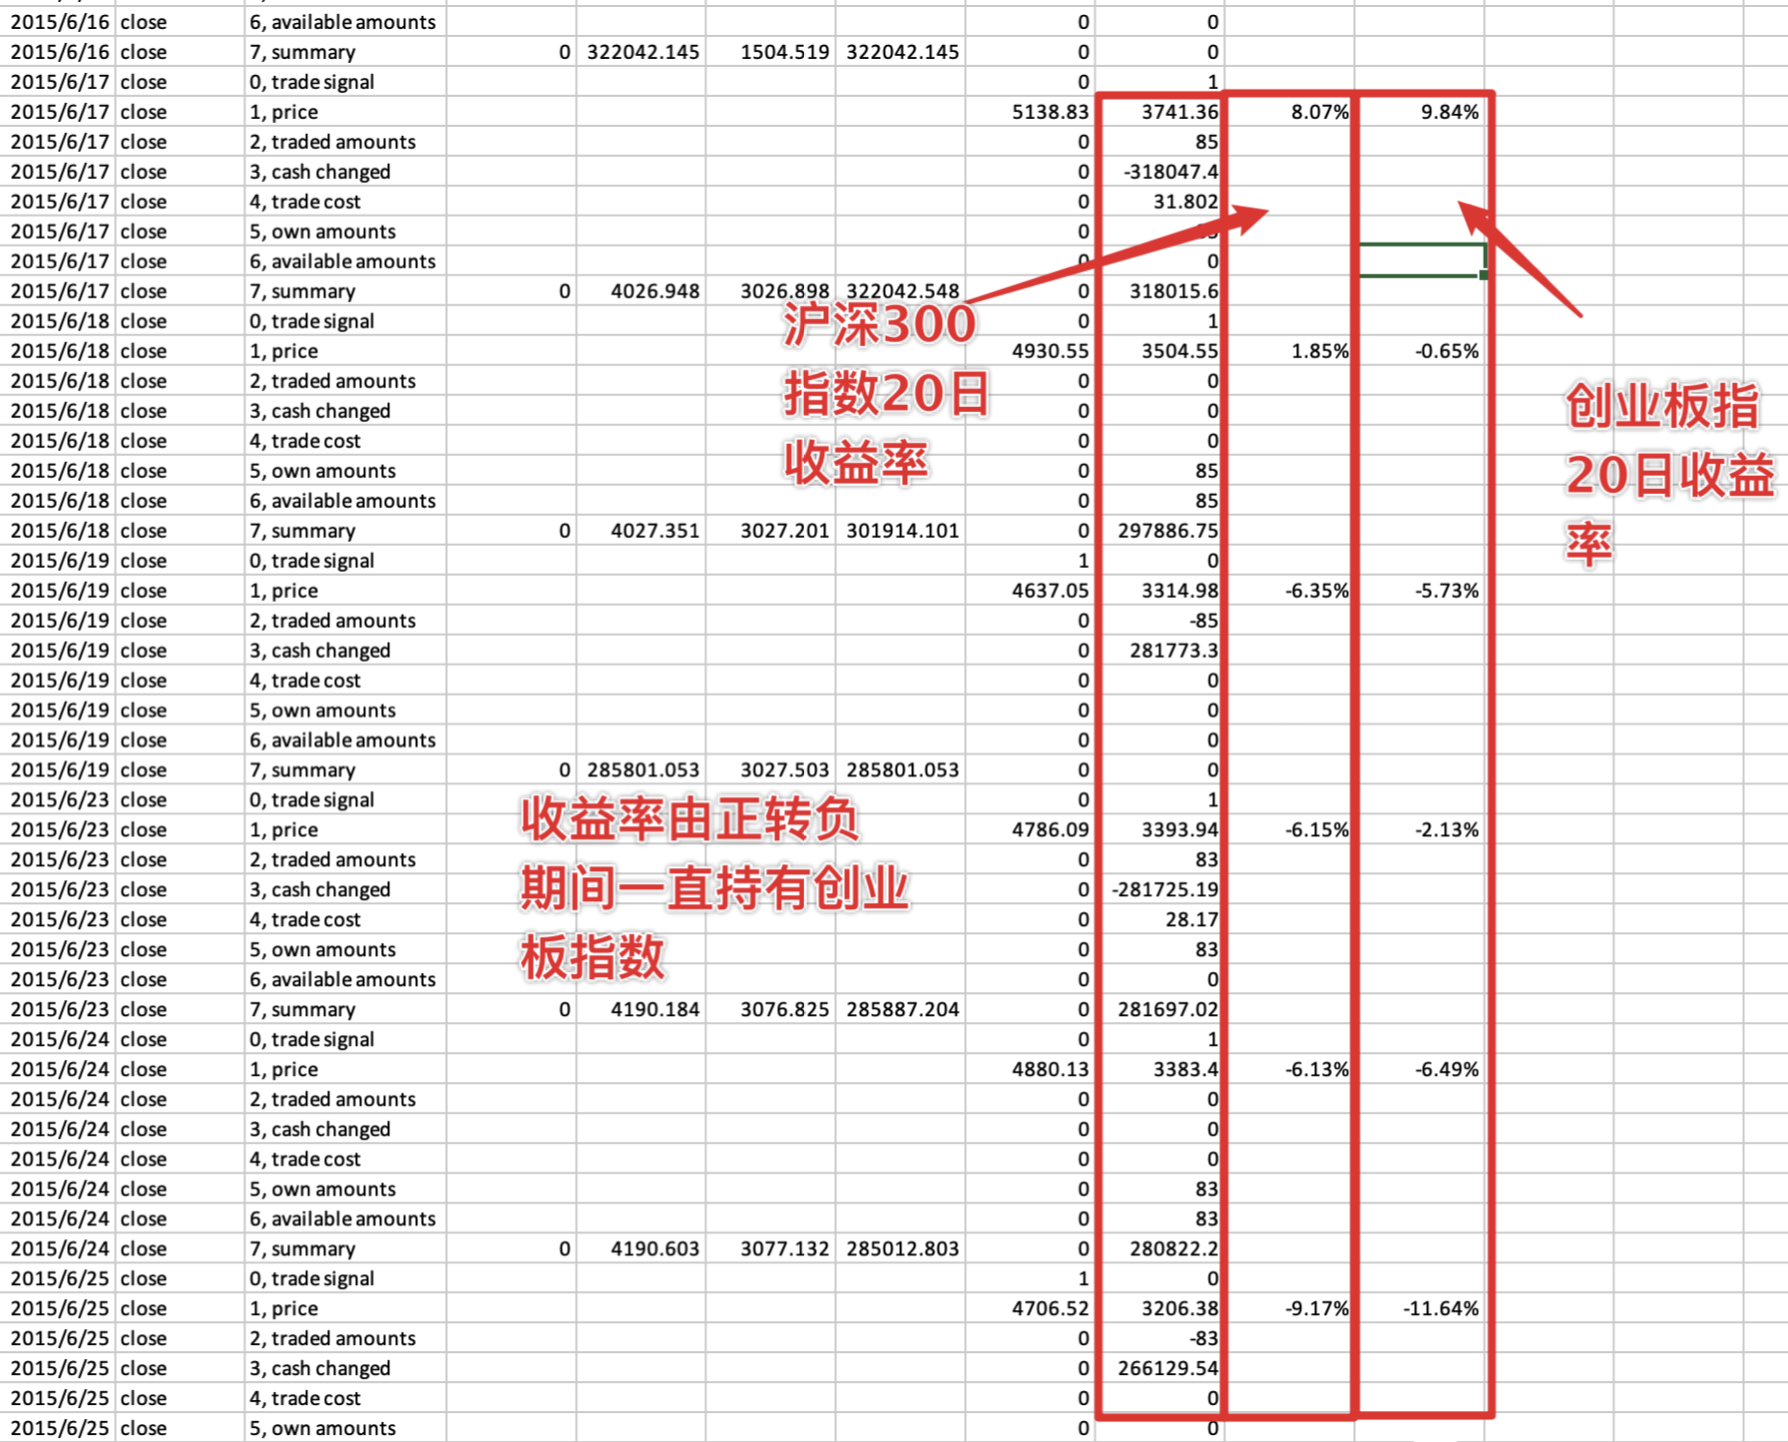 2015/6/16 close 6, available amounts 0 0
2015/6/16 close 7, summary 0 322042.145 1504.519 322042.145 0 0
2015/6/17 close 0, trade signal 0 1
2015/6/17 close 1, price 5138.83 3741.36 8.07% 9.84%
2015/6/17 close 2, traded amounts 0 85
2015/6/17 close 3, cash changed 0 -318047.4
2015/6/17 close 4, trade cost 0 31.802
2015/6/17 close 5, own amounts 0
2015/6/17 close 6, available amounts 0 0
2015/6/17 close 7, summary 0 4026.948 3026.898 322042.548 0 318015.6
2015/6/18 close 0, trade signal 0 1
2015/6/18 close 1, price 4930.55 3504.55 1.85% -0.65%
2015/6/18 close 2, traded amounts 0 0
2015/6/18 close 3, cash changed 0 0
2015/6/18 close 4, trade cost 0 0
2015/6/18 close 5, own amounts 0 85
2015/6/18 close 6, available amounts 0 85
2015/6/18 close 7, summary 0 4027.351 3027.201 301914.101 0 297886.75
2015/6/19 close 0, trade signal 1 0
2015/6/19 close 1, price 4637.05 3314.98 -6.35% -5.73%
2015/6/19 close 2, traded amounts 0 -85
2015/6/19 close 3, cash changed 0 281773.3
2015/6/19 close 4, trade cost 0 0
2015/6/19 close 5, own amounts 0 0
2015/6/19 close 6, available amounts 0 0
2015/6/19 close 7, summary 0 285801.053 3027.503 285801.053 0 0
2015/6/23 close 0, trade signal 0 1
2015/6/23 close 1, price 4786.09 3393.94 -6.15% -2.13%
2015/6/23 close 2, traded amounts 0 83
2015/6/23 close 3, cash changed 0 -281725.19
2015/6/23 close 4, trade cost 0 28.17
2015/6/23 close 5, own amounts 0 83
2015/6/23 close 6, available amounts 0 0
2015/6/23 close 7, summary 0 4190.184 3076.825 285887.204 0 281697.02
2015/6/24 close 0, trade signal 0 1
2015/6/24 close 1, price 4880.13 3383.4 -6.13% -6.49%
2015/6/24 close 2, traded amounts 0 0
2015/6/24 close 3, cash changed 0 0
2015/6/24 close 4, trade cost 0 0
2015/6/24 close 5, own amounts 0 83
2015/6/24 close 6, available amounts 0 83
2015/6/24 close 7, summary 0 4190.603 3077.132 285012.803 0 280822.2
2015/6/25 close 0, trade signal 1 0
2015/6/25 close 1, price 4706.52 3206.38 -9.17% -11.64%
2015/6/25 close 2, traded amounts 0 -83
2015/6/25 close 3, cash changed 0 266129.54
2015/6/25 close 4, trade cost 0 0
2015/6/25 close 5, own amounts 0 0
沪深300
指数20日
收益率
创业板指
20日收益
率
收益率由正转负
期间一直持有创业
板指数